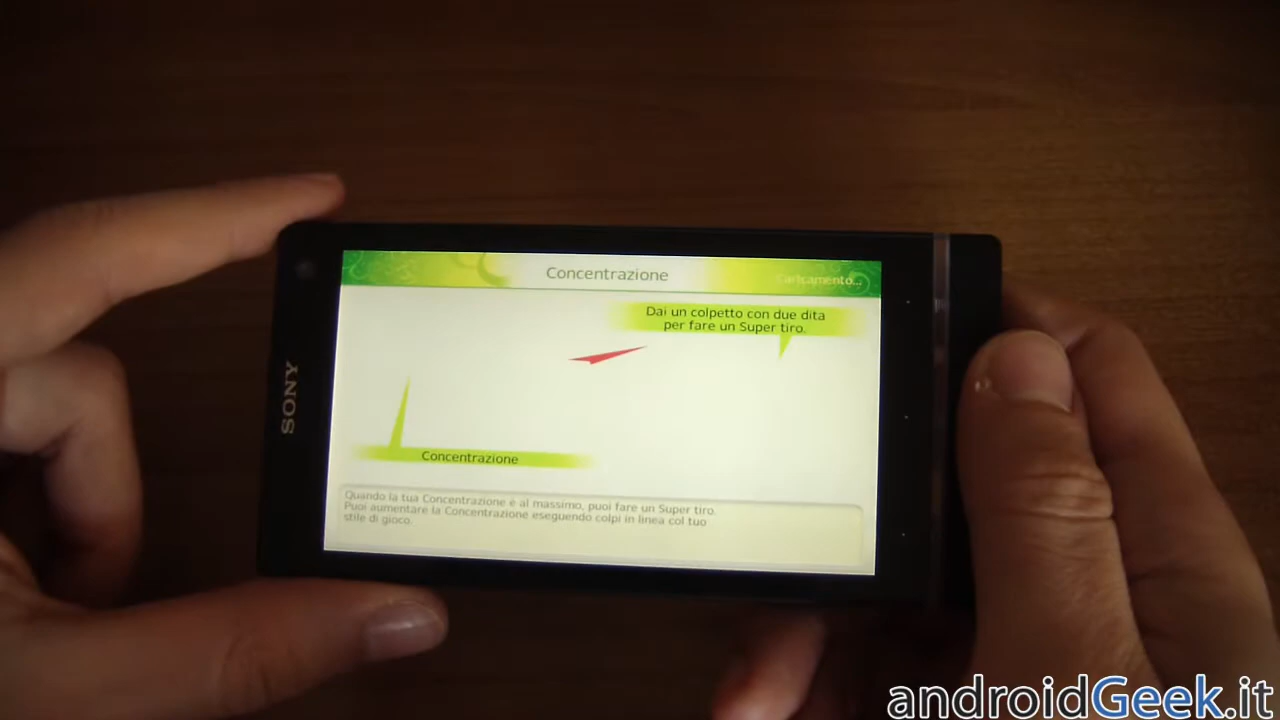 Concentrazione
Caricamento...
Dai un colpetto con due dita
per fare un Super tiro.
SONY
Concentrazione
Quando la tua Concentrazione è al massimo, puoi fare un Super tiro.
Puoi aumentare la Concentrazione eseguendo colpi in linea col tuo
stile di gioco.
androidGeek.it